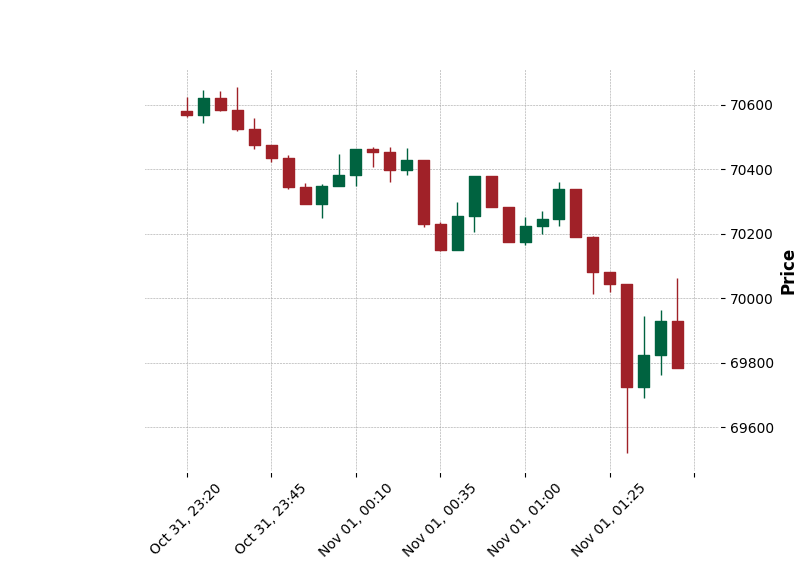 70600
70400
70200
70000
69800
69600
Price
Oct 31, 23:20
Oct 31, 23:45
Nov 01, 00:10
Nov 01, 00:35
Nov 01, 01:00
Nov 01, 01:25